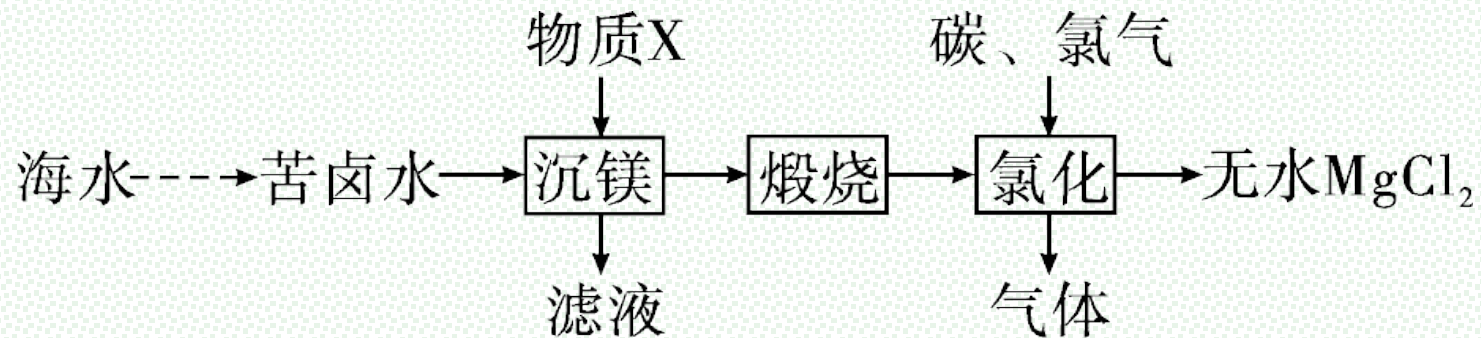 物质X
碳、氯气
海水 苦卤水 沉镁 煅烧 氯化 无水MgCl₂
滤液
气体